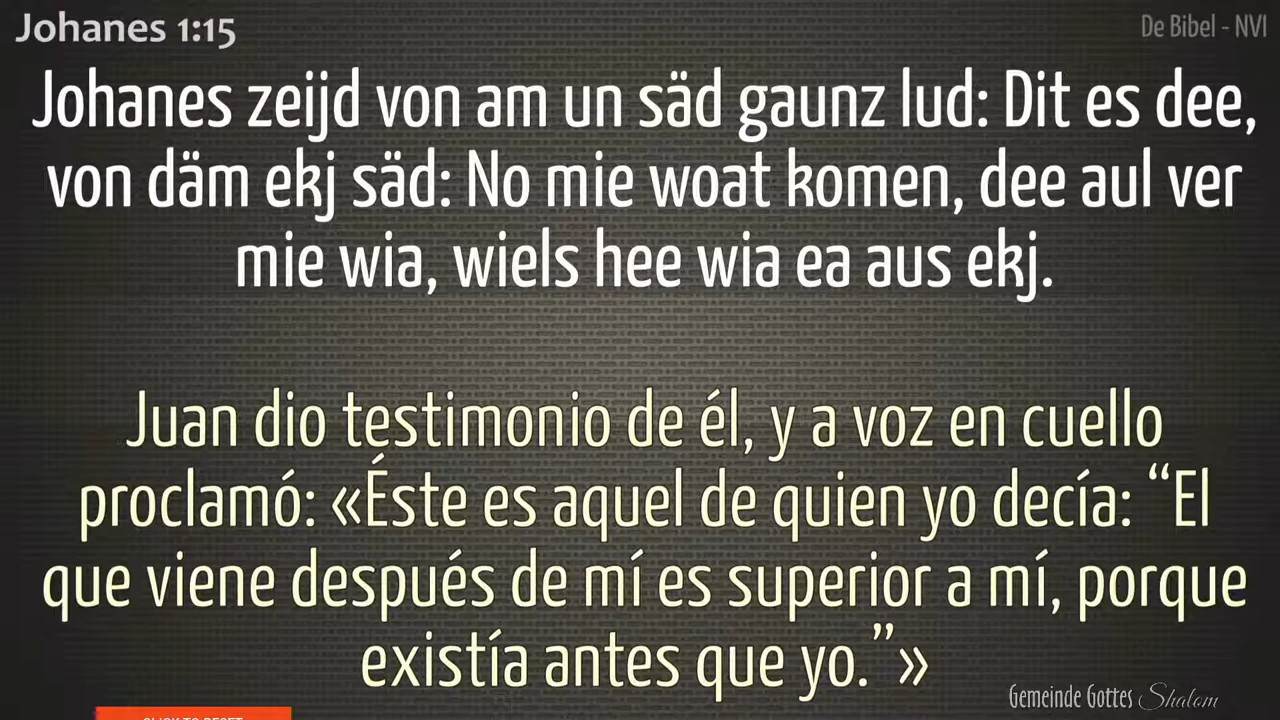 Johanes 1:15
De Bibel - NVI
Johanes zeijd von am un säd gaunz lud: Dit es dee,
von däm ekj säd: No mie woat komen, dee aul ver
mie wia, wiels hee wia ea aus ekj.
Juan dio testimonio de él, y a voz en cuello
proclamó: «Éste es aquel de quien yo decía: “El
que viene después de mí es superior a mí, porque
existía antes que yo.”»
Gemeinde Gottes Shalom
CLICK TO RESET